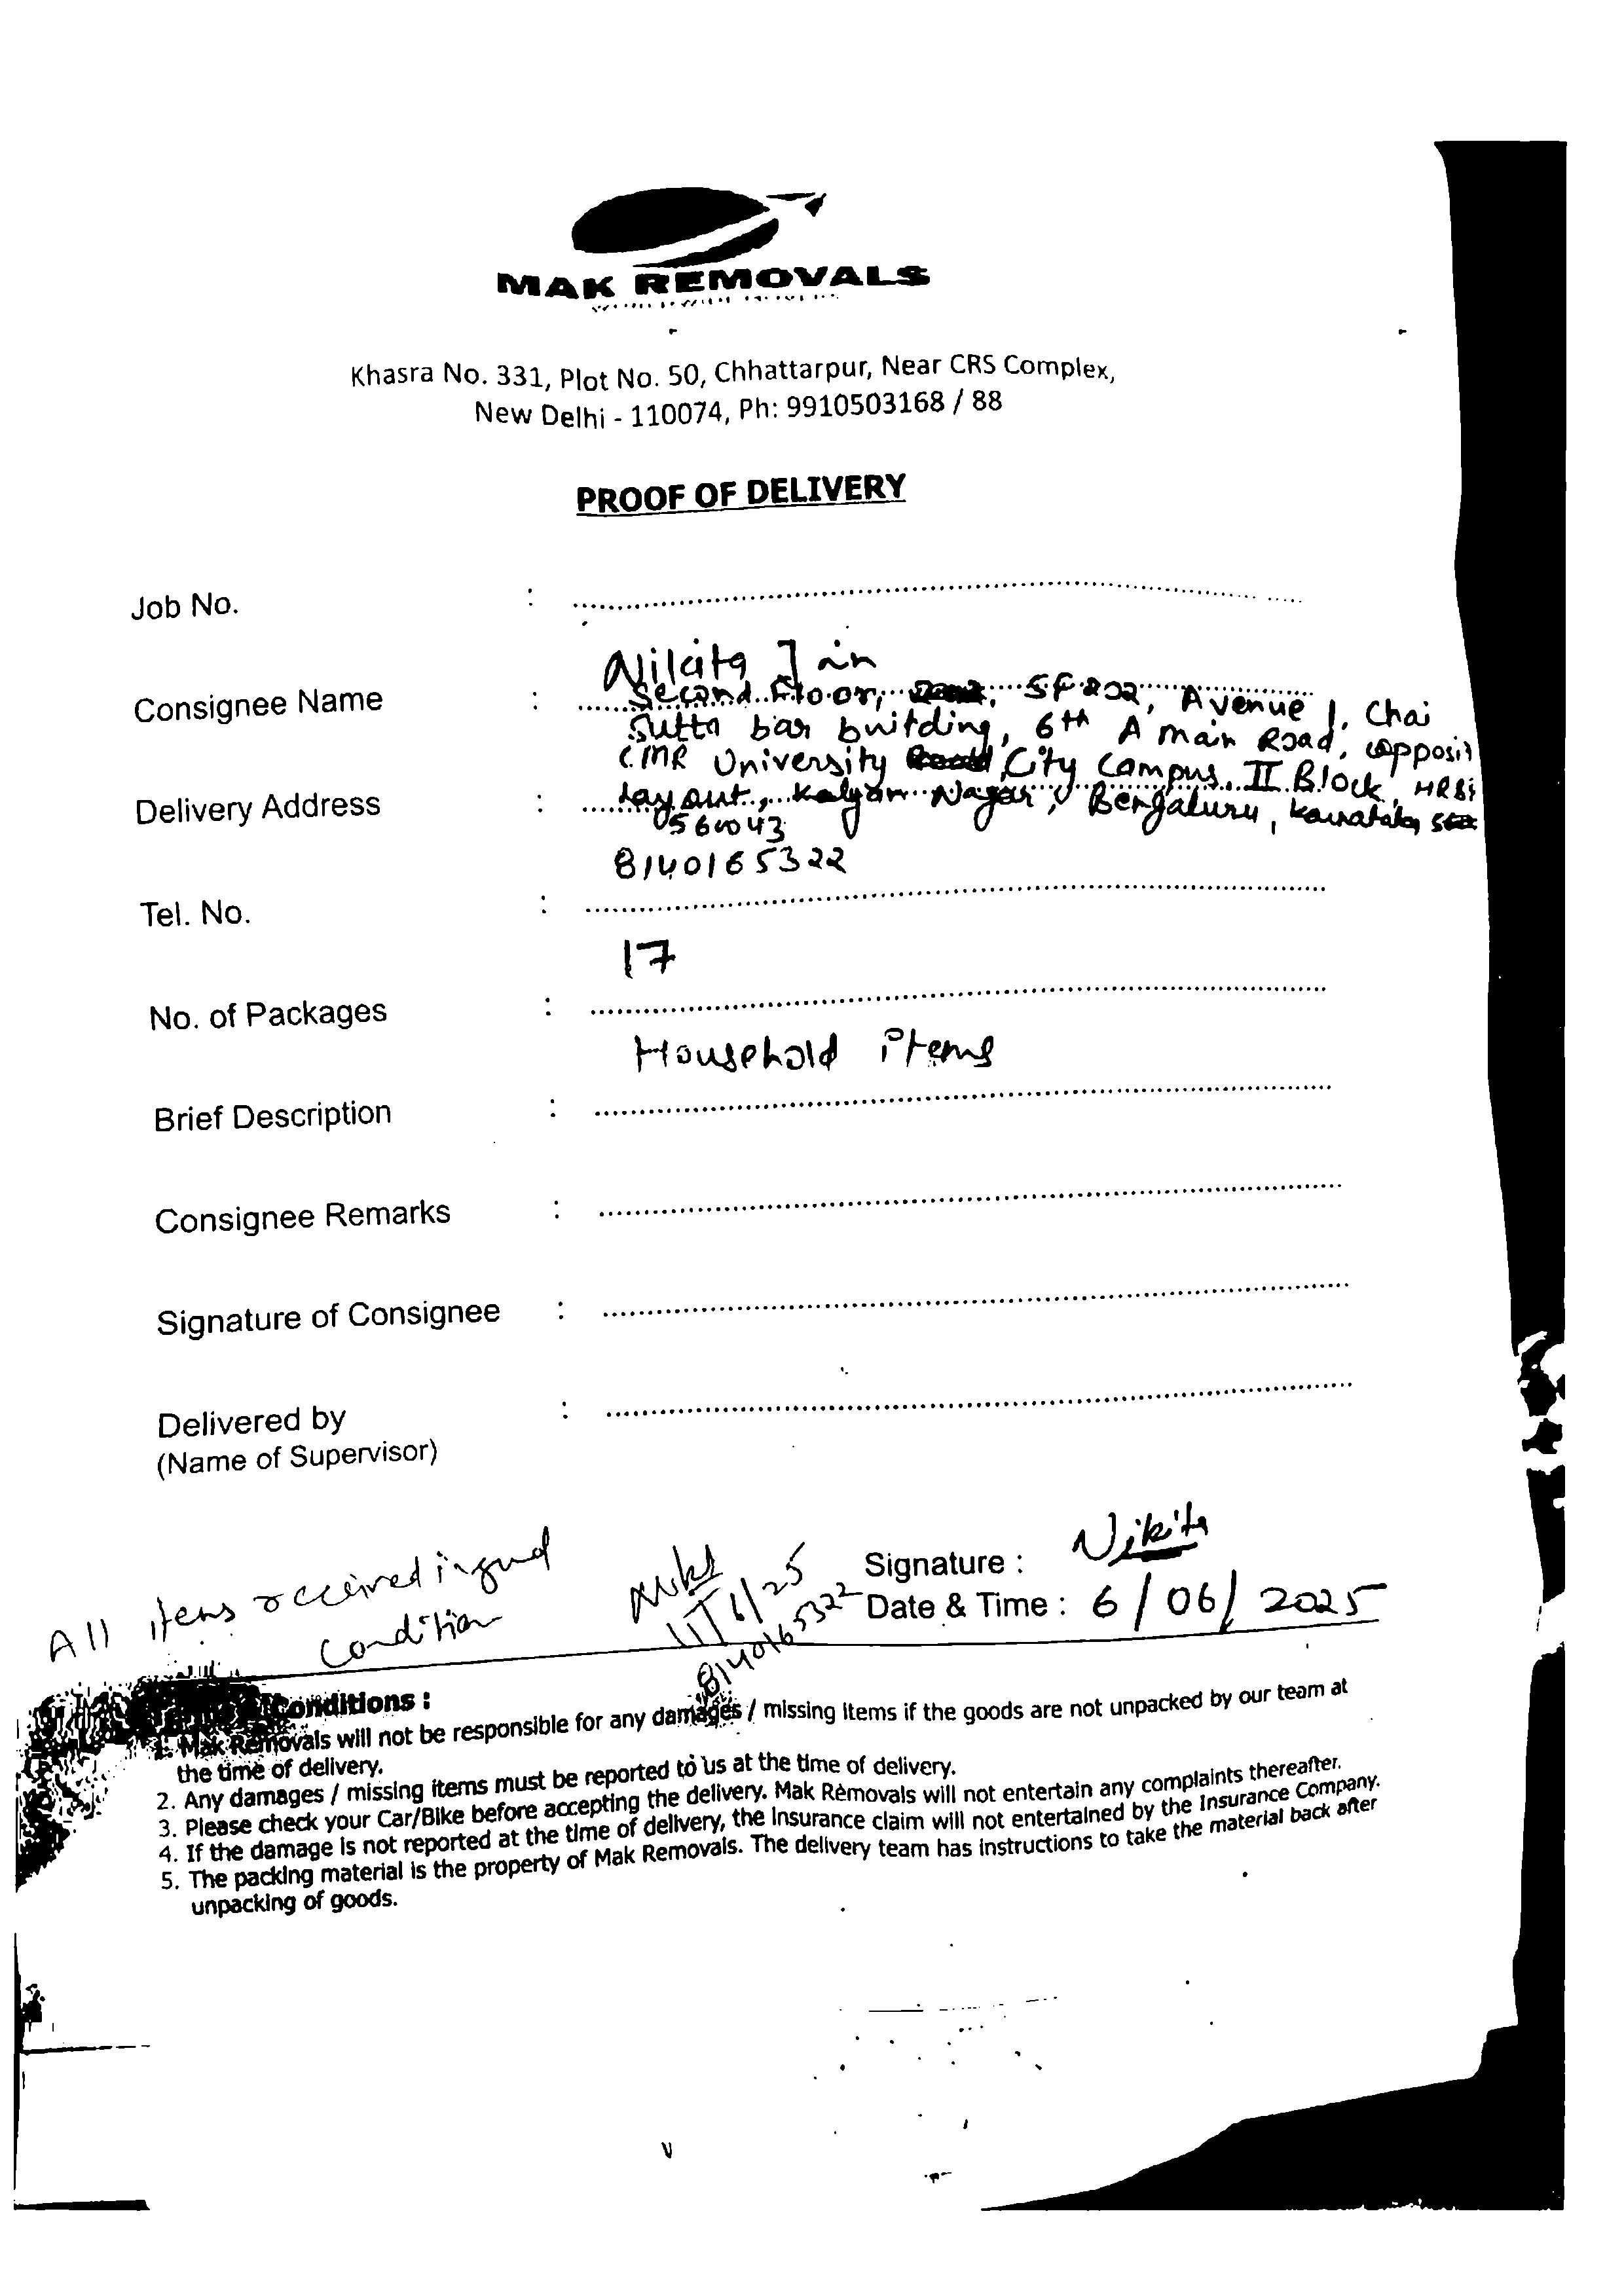 MAK REMOVALS
Khasra No. 331, Plot No. 50, Chhattarpur, Near CRS Complex,
New Delhi - 110074, Ph: 9910503168 / 88
PROOF OF DELIVERY
Job No. :
Nikita Jain
Consignee Name :
Second Floor, SF 202, Avenue 1, Chai
Sutta bar building, 6th A main Road, opposit
CMR University City Campus, II Block, HRBR
Delivery Address :
Layout, Kalyan Nagar, Bengaluru, Karnataka
560043
8140165322
Tel. No. :
17
No. of Packages :
Household items
Brief Description :
Consignee Remarks :
Signature of Consignee :
Delivered by :
(Name of Supervisor)
All items received in good
condition
11/6/25
8140165322
Signature : Nikita
Date & Time : 6/06/2025
Conditions :
1. Mak Removals will not be responsible for any damages / missing items if the goods are not unpacked by our team at
the time of delivery.
2. Any damages / missing items must be reported to us at the time of delivery.
3. Please check your Car/Bike before accepting the delivery. Mak Removals will not entertain any complaints thereafter.
4. If the damage is not reported at the time of delivery, the Insurance claim will not entertained by the Insurance Company.
5. The packing material is the property of Mak Removals. The delivery team has instructions to take the material back after
unpacking of goods.